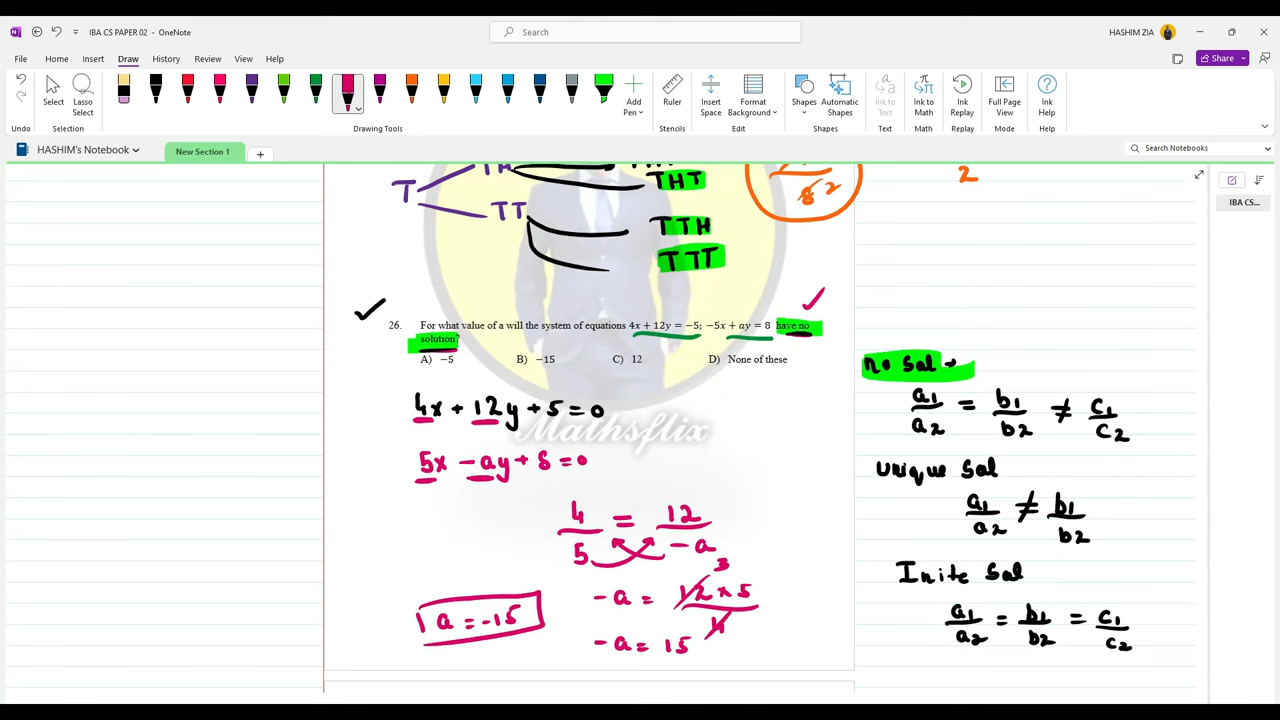 IBA CS PAPER 02 - OneNote
Search
HASHIM ZIA
File Home Insert Draw History Review View Help
Share
Select
Lasso Select
Add Pen
Ruler
Insert Space
Format Background
Shapes
Automatic Shapes
Ink to Text
Ink to Math
Ink Replay
Full Page View
Ink Help
Undo
Selection
Drawing Tools
Stencils
Edit
Shapes
Text
Math
Replay
Mode
Help
HASHIM's Notebook
New Section 1
Search Notebooks
IBA CS...
T
TH
THT
TT
TTH
TTT
8 2
2
26. For what value of a will the system of equations 4x + 12y = −5; −5x + ay = 8 have no
solution?
A) −5 B) −15 C) 12 D) None of these
4x + 12y + 5 = 0
Mathsflix
5x - ay + 8 = 0
4/5 = 12/-a
-a = 12 x 5 / 4
3
-a = 15
a = -15
no Sol →
a1/a2 = b1/b2 ≠ c1/c2
Unique Sol
a1/a2 ≠ b1/b2
Inite Sol
a1/a2 = b1/b2 = c1/c2